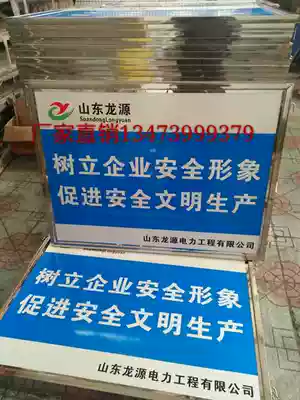 山东龙源
SuandongLongyuan
厂家直销13473999379
树立企业安全形象
促进安全文明生产
山东龙源电力工程有限公司
树立企业安全形象
促进安全文明生产
山东龙源电力工程有限公司